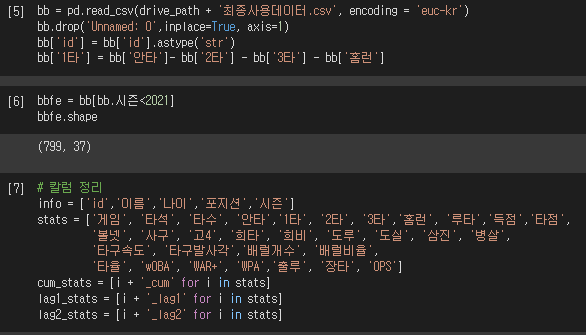 [5] bb = pd.read_csv(drive_path + '최종사용데이터.csv', encoding = 'euc-kr')
bb.drop('Unnamed: 0',inplace=True, axis=1)
bb['id'] = bb['id'].astype('str')
bb['1타'] = bb['안타']- bb['2타'] - bb['3타'] - bb['홈런']
[6] bbfe = bb[bb.시즌<2021]
bbfe.shape
(799, 37)
[7] # 칼럼 정리
info = ['id','이름','나이','포지션','시즌']
stats = ['게임', '타석', '타수', '안타','1타', '2타', '3타','홈런', '루타','득점','타점',
'볼넷', '사구', '고4', '희타', '희비', '도루', '도실', '삼진', '병살',
'타구속도', '타구발사각','배럴개수', '배럴비율',
'타율', 'wOBA', 'WAR+', 'WPA','출루', '장타', 'OPS']
cum_stats = [i + '_cum' for i in stats]
lag1_stats = [i + '_lag1' for i in stats]
lag2_stats = [i + '_lag2' for i in stats]